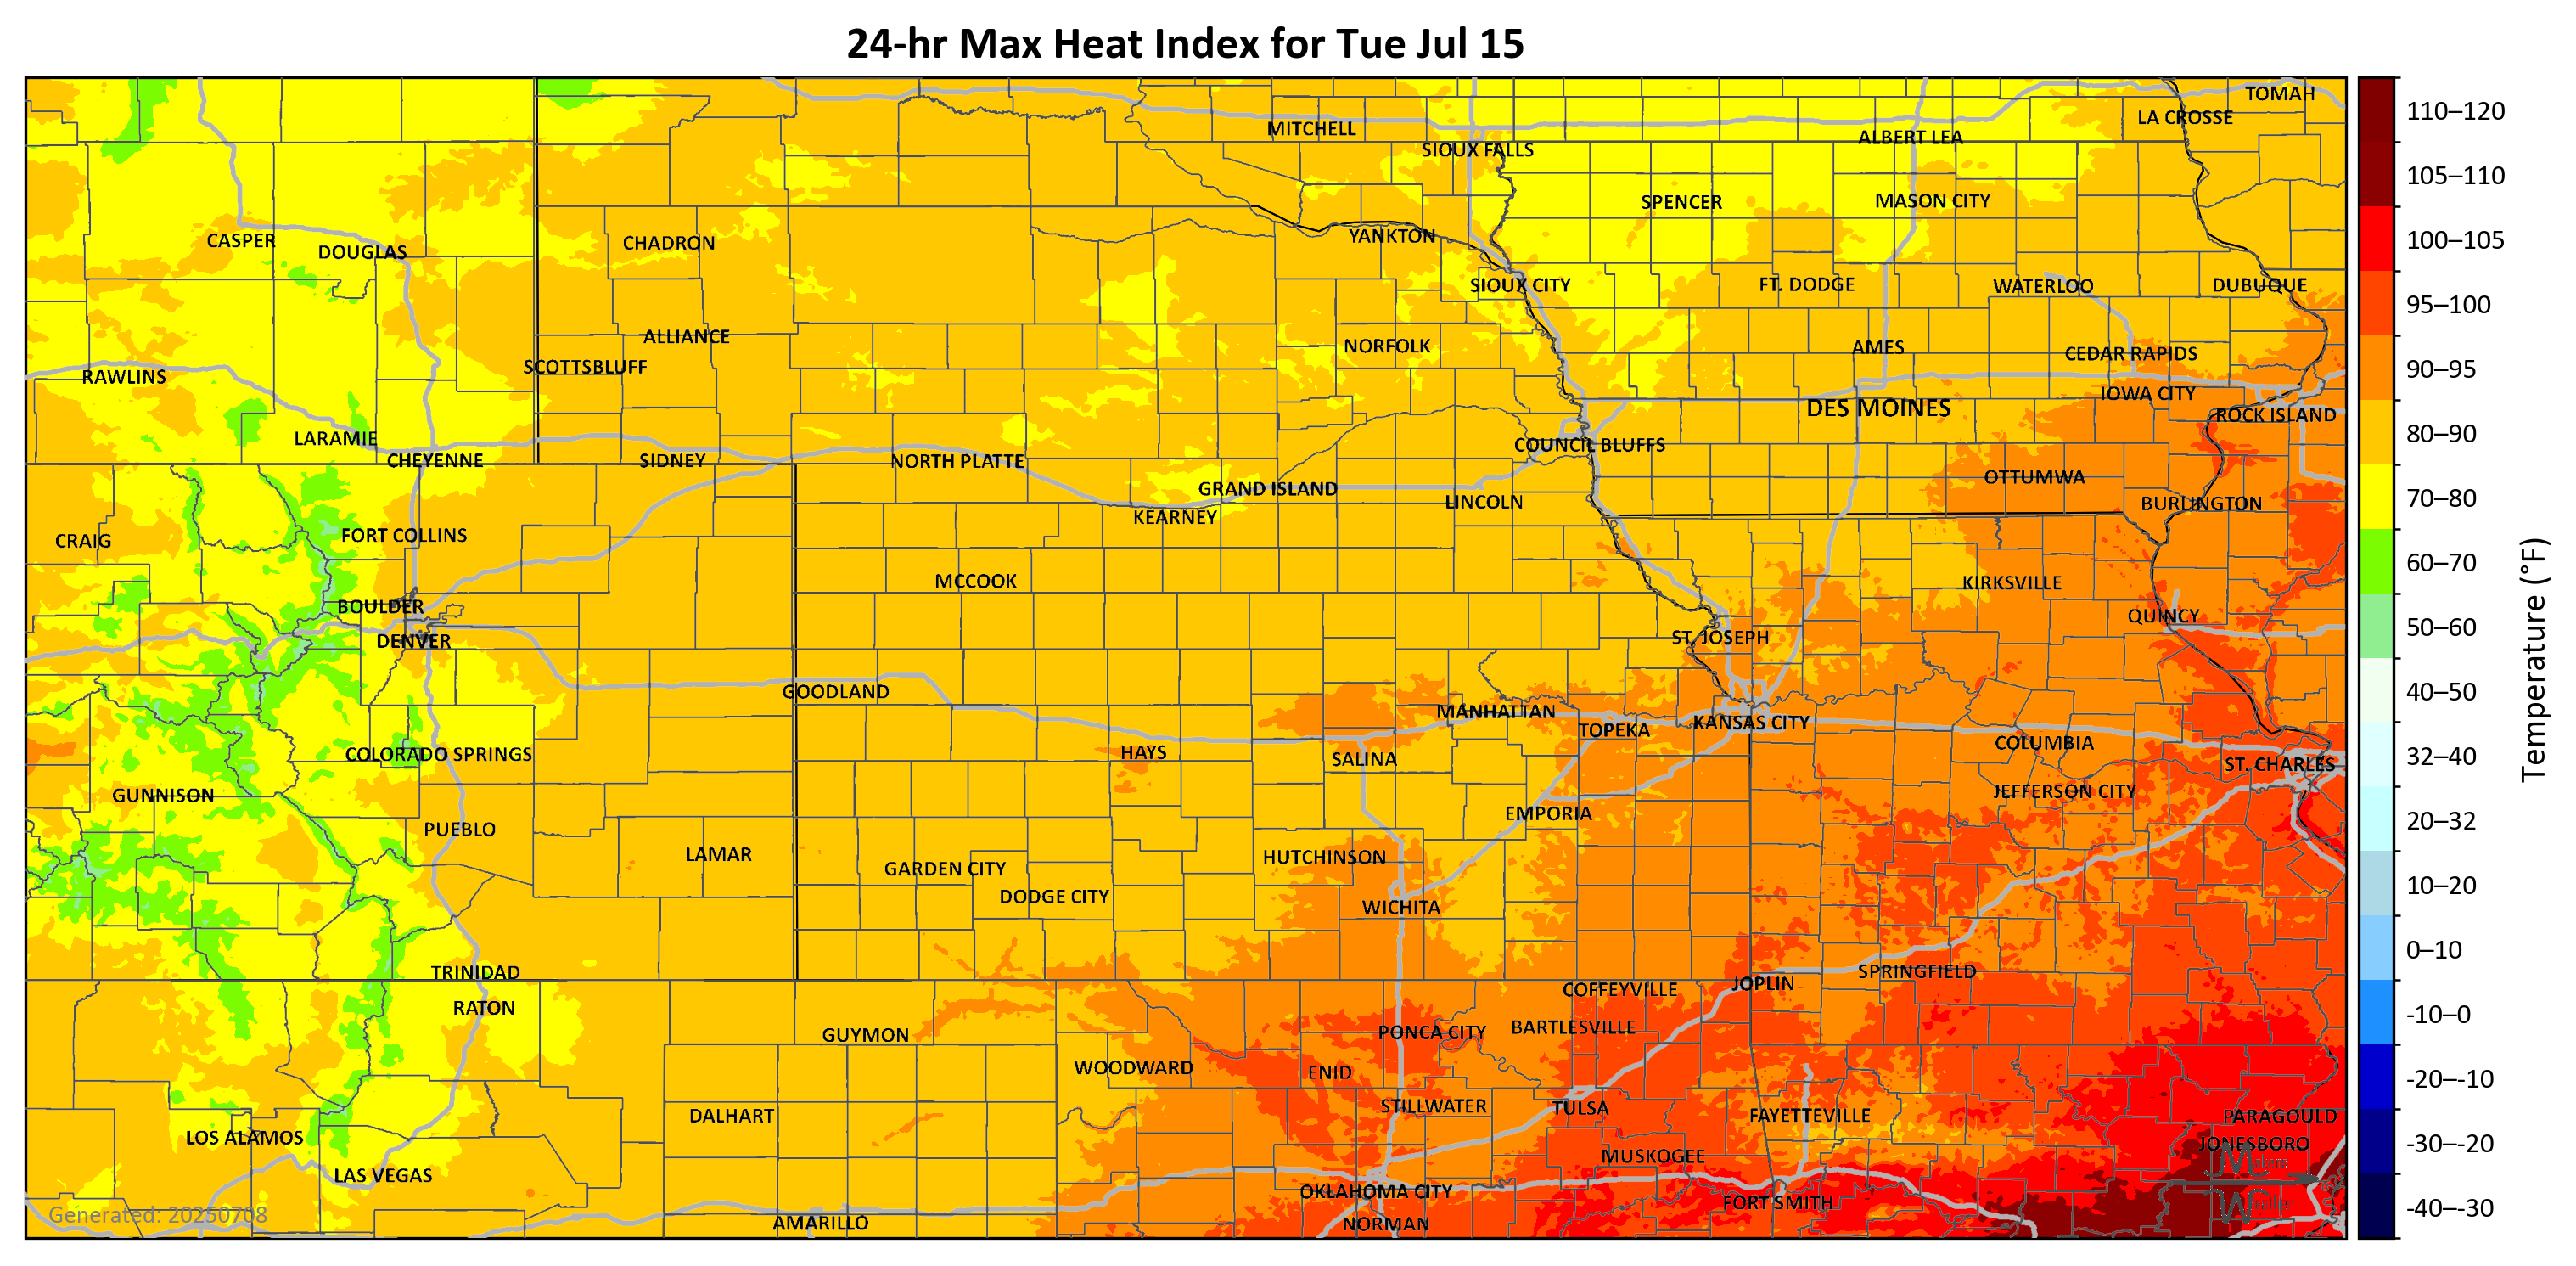 24-hr Max Heat Index for Tue Jul 15
TOMAH
LA CROSSE
MITCHELL
ALBERT LEA
SIOUX FALLS
SPENCER
MASON CITY
CASPER
DOUGLAS
CHADRON
YANKTON
SIOUX CITY
FT. DODGE
WATERLOO
DUBUQUE
ALLIANCE
NORFOLK
AMES
CEDAR RAPIDS
SCOTTSBLUFF
RAWLINS
IOWA CITY
DES MOINES
ROCK ISLAND
LARAMIE
COUNCIL BLUFFS
CHEYENNE
SIDNEY
NORTH PLATTE
OTTUMWA
GRAND ISLAND
LINCOLN
BURLINGTON
KEARNEY
FORT COLLINS
CRAIG
MCCOOK
KIRKSVILLE
BOULDER
QUINCY
DENVER
ST. JOSEPH
GOODLAND
MANHATTAN
TOPEKA
KANSAS CITY
COLUMBIA
COLORADO SPRINGS
HAYS
SALINA
ST. CHARLES
GUNNISON
JEFFERSON CITY
EMPORIA
PUEBLO
LAMAR
HUTCHINSON
GARDEN CITY
DODGE CITY
WICHITA
TRINIDAD
SPRINGFIELD
JOPLIN
COFFEYVILLE
RATON
GUYMON
PONCA CITY
BARTLESVILLE
WOODWARD
ENID
DALHART
STILLWATER
TULSA
FAYETTEVILLE
PARAGOULD
LOS ALAMOS
JONESBORO
MUSKOGEE
LAS VEGAS
OKLAHOMA CITY
FORT SMITH
Generated: 20250708
AMARILLO
NORMAN
110–120
105–110
100–105
95–100
90–95
80–90
70–80
60–70
50–60
40–50
32–40
20–32
10–20
0–10
-10–0
-20–-10
-30–-20
-40–-30
Temperature (°F)